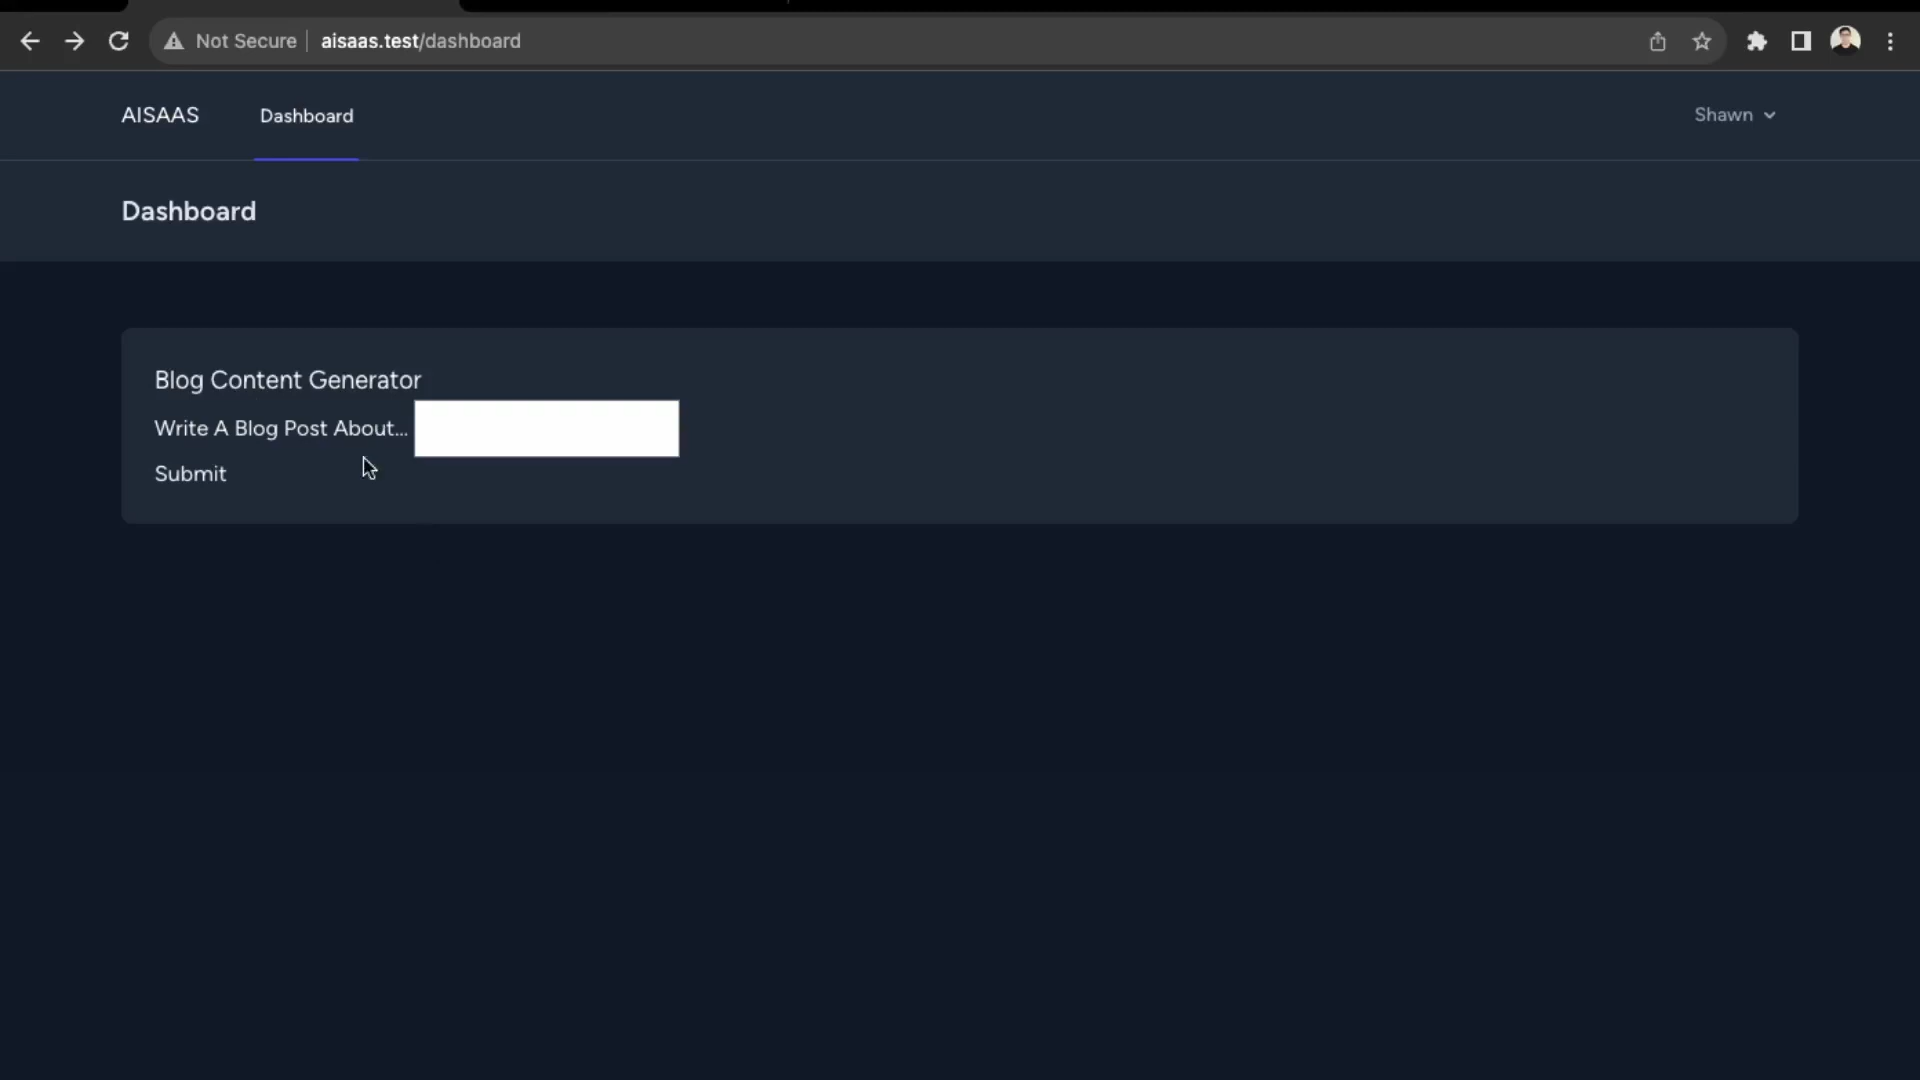 Not Secure | aisaas.test/dashboard
AISAAS Dashboard Shawn
Dashboard
Blog Content Generator
Write A Blog Post About...
Submit